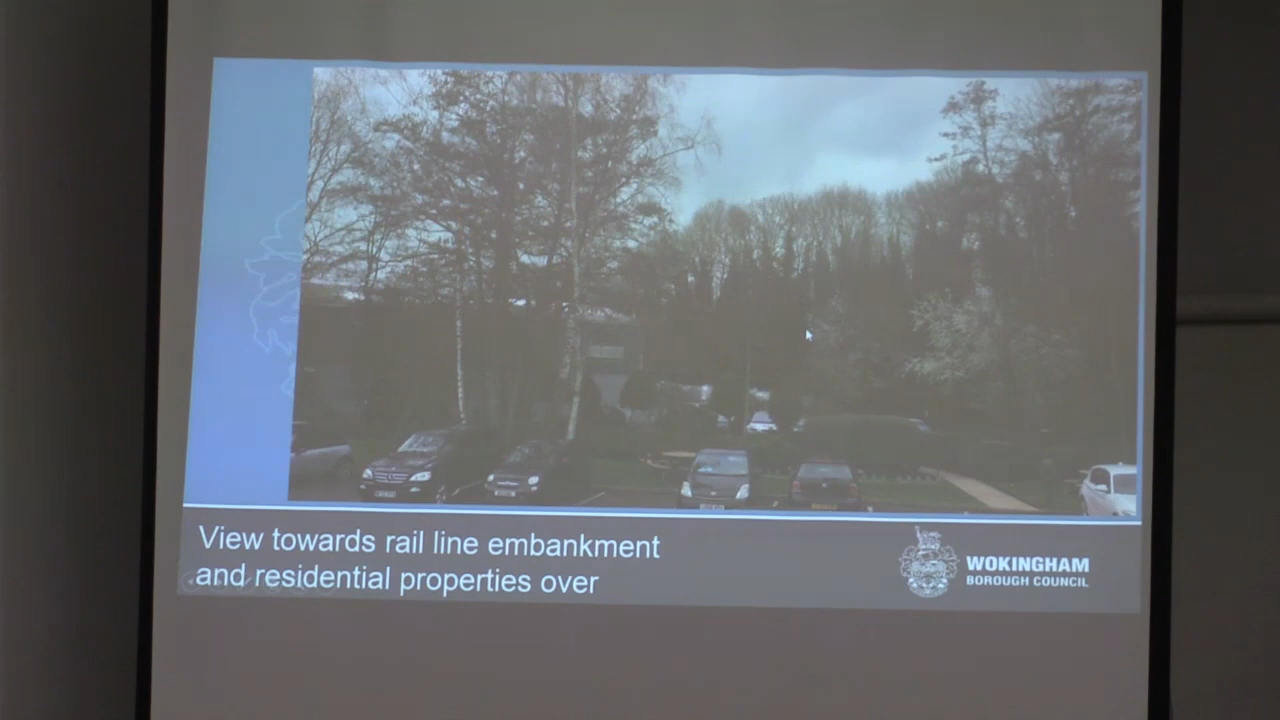 View towards rail line embankment
and residential properties over
WOKINGHAM
BOROUGH COUNCIL